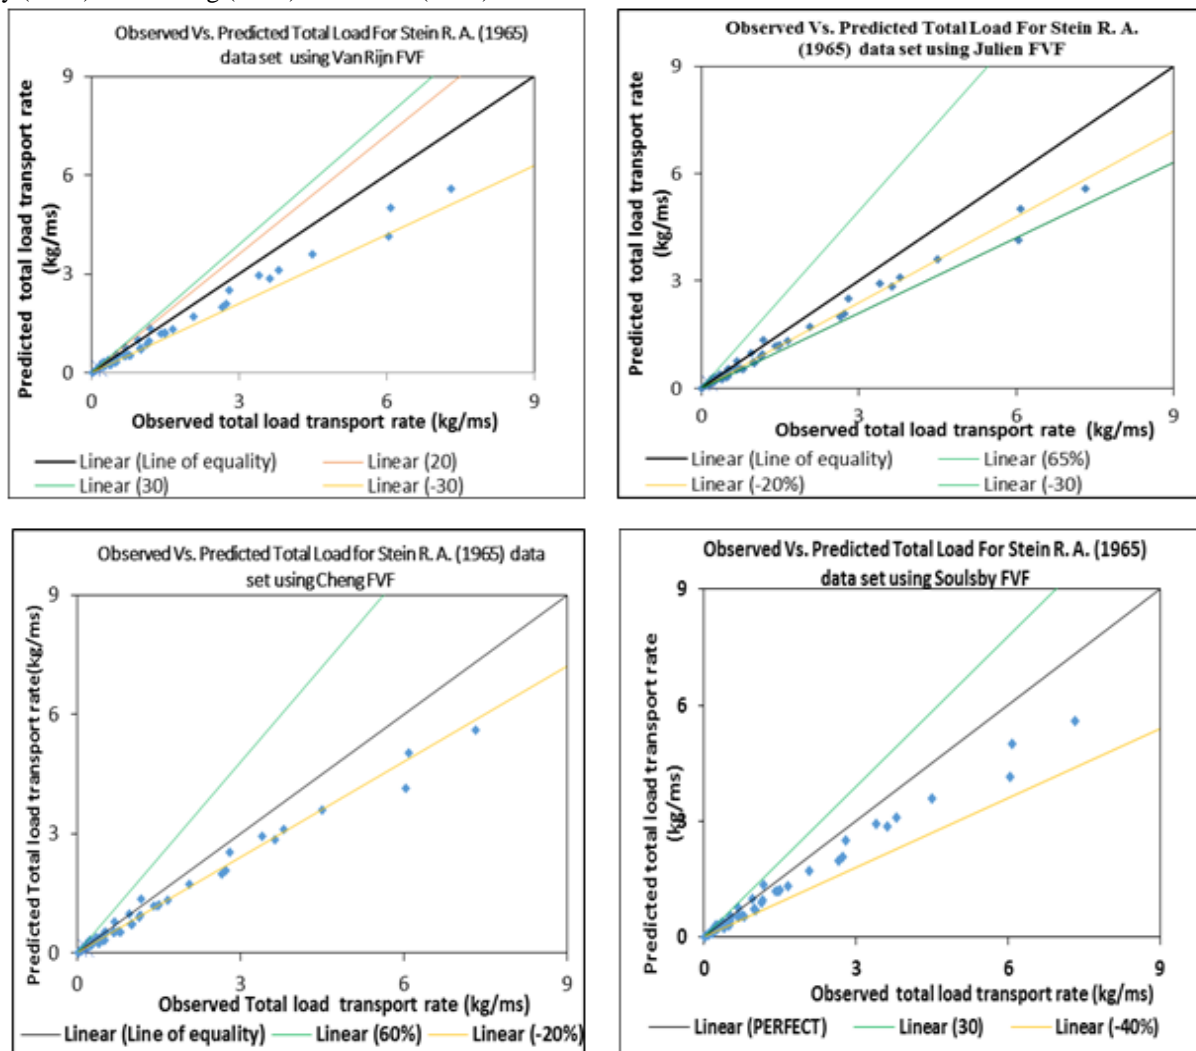 Observed Vs. Predicted Total Load For Stein R. A. (1965)
data set using Van Rijn FVF
Predicted total load transport rate
(kg/ms)
9
6
3
0
0 3 6 9
Observed total load transport rate (kg/ms)
Linear (Line of equality) Linear (20)
Linear (30) Linear (-30)
Observed Vs. Predicted Total Load For Stein R. A.
(1965) data set using Julien FVF
Predicted total load transport rate
(kg/ms)
9
6
3
0
0 3 6 9
Observed total load transport rate (kg/ms)
Linear (Line of equality) Linear (65%)
Linear (-20%) Linear (-30)
Observed Vs. Predicted Total Load for Stein R. A. (1965) data
set using Cheng FVF
Predicted Total load transport rate(kg/ms)
9
6
3
0
0 3 6 9
Observed Total load transport rate (kg/ms)
Linear (Line of equality) Linear (60%) Linear (-20%)
Observed Vs. Predicted Total Load For Stein R. A. (1965)
data set using Soulsby FVF
Predicted total load transport rate
(kg/ms)
9
6
3
0
0 3 6 9
Observed total load transport rate (kg/ms)
Linear (PERFECT) Linear (30) Linear (-40%)